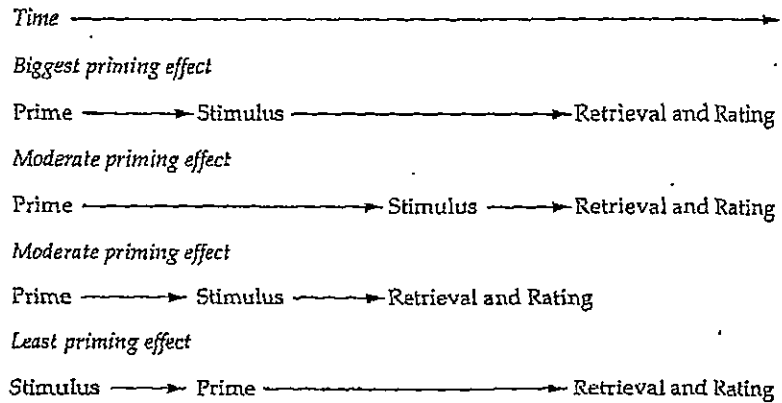 Time
Biggest priming effect
Prime → Stimulus → Retrieval and Rating
Moderate priming effect
Prime → Stimulus → Retrieval and Rating
Moderate priming effect
Prime → Stimulus → Retrieval and Rating
Least priming effect
Stimulus → Prime → Retrieval and Rating